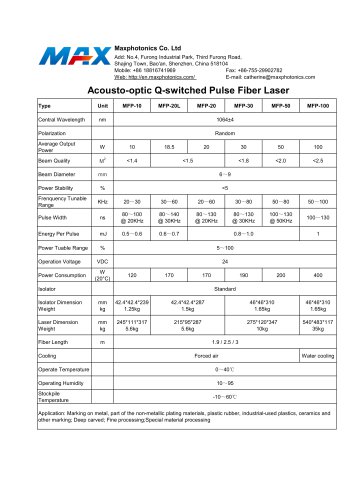 MAX
Maxphotonics Co. Ltd
Add: No.4, Furong Industrial Park, Third Furong Road,
Shajing Town, Bao'an, Shenzhen, China 518104
Mobile: +86 18816741969 Fax: +86-755-29902782
Web: http://en.maxphotonics.com/ E-mail: catherine@maxphotonics.com
Acousto-optic Q-switched Pulse Fiber Laser
Type Unit MFP-10 MFP-20L MFP-20 MFP-30 MFP-50 MFP-100
Central Wavelength nm 1064±4
Polarization Random
Average Output Power W 10 18.5 20 30 50 100
Beam Quality M² <1.4 <1.5 <1.6 <2.0 <2.5
Beam Diameter mm 6～9
Power Stability % <5
Frenquency Tunable Range KHz 20～30 30～60 20～60 30～80 50～80 50～100
Pulse Width ns 80～100 @ 20KHz 80～140 @ 30KHz 80～130 @ 20KHz 80～130 @ 30KHz 100～130 @ 50KHz 100—130
Energy Per Pulse mJ 0.5—0.6 0.6—0.7 0.8—1.0 1
Power Tuable Range % 5～100
Operation Voltage VDC 24
Power Consumption W (20°C) 120 170 170 190 200 400
Isolator Standard
Isolator Dimension mm 42.4*42.4*239 42.4*42.4*287 46*46*310 46*46*310
Weight kg 1.25kg 1.5kg 1.65kg 1.65kg
Laser Dimension mm 245*111*317 215*95*287 275*120*347 540*483*117
Weight kg 5.6kg 5.8kg 10kg 35kg
Fiber Length m 1.9 / 2.5 / 3
Cooling Forced air Water cooling
Operate Temperature 0～40℃
Operating Humidity 10～95
Stockpile Temperature -10～60℃
Application: Marking on metal, part of the non-metallic plating materials, plastic rubber, industrial-used plastics, ceramics and
other marking; Deep carved; Fine processing;Special material processing